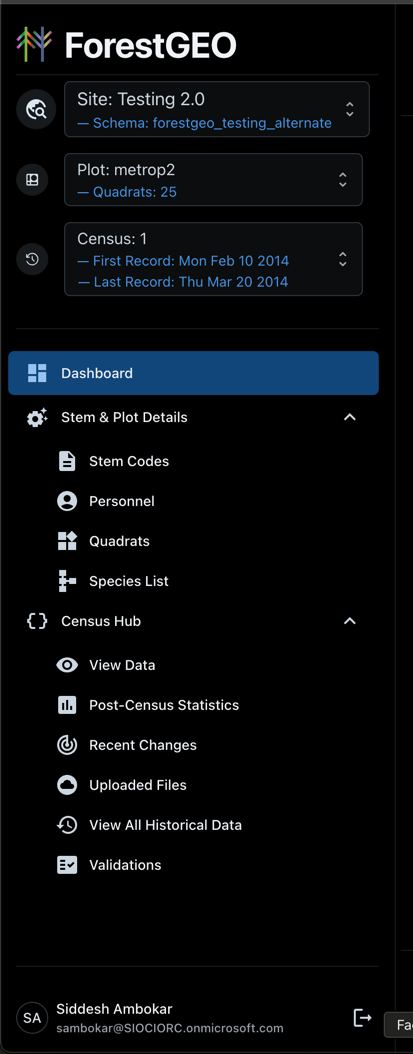 ForestGEO
Site: Testing 2.0
— Schema: forestgeo_testing_alternate
Plot: metrop2
— Quadrats: 25
Census: 1
— First Record: Mon Feb 10 2014
— Last Record: Thu Mar 20 2014
Dashboard
Stem & Plot Details
Stem Codes
Personnel
Quadrats
Species List
Census Hub
View Data
Post-Census Statistics
Recent Changes
Uploaded Files
View All Historical Data
Validations
SA
Siddesh Ambokar
sambokar@SIOCIORC.onmicrosoft.com